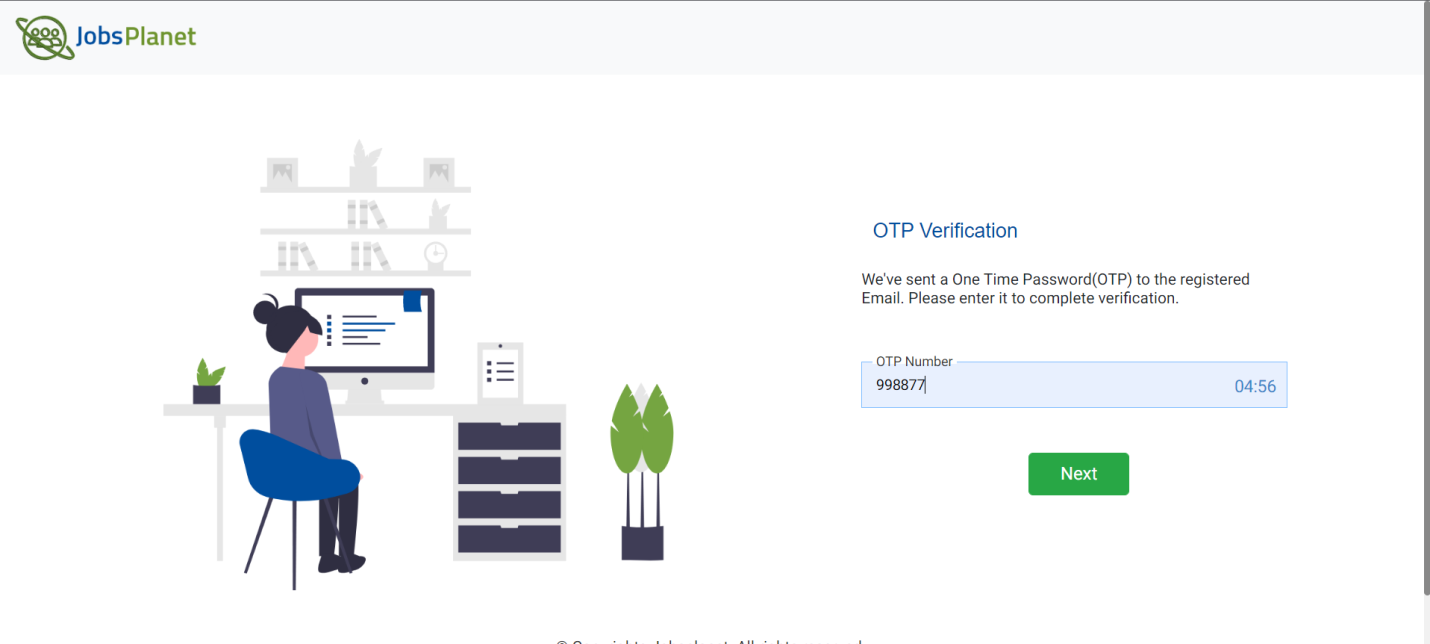 JobsPlanet
OTP Verification
We've sent a One Time Password(OTP) to the registered
Email. Please enter it to complete verification.
OTP Number
998877
04:56
Next